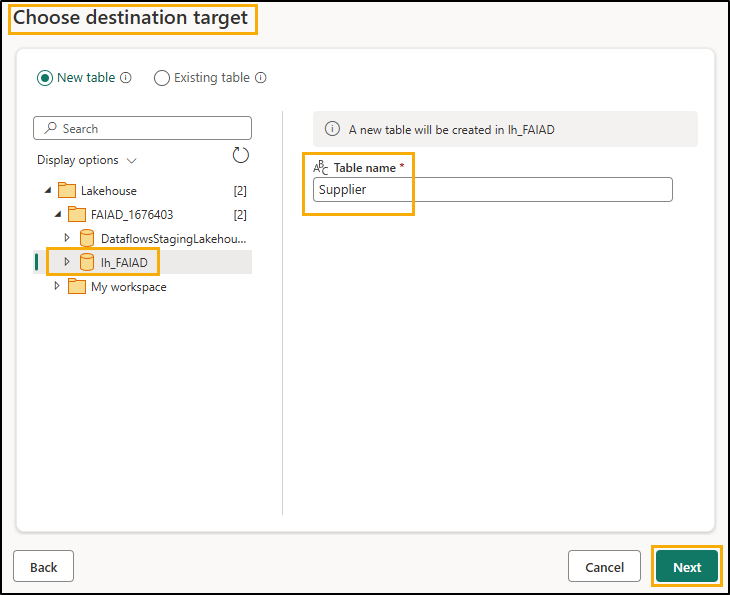 Choose destination target
New table
Existing table
Search
Display options
Lakehouse [2]
FAIAD_1676403 [2]
DataflowsStagingLakehou...
lh_FAIAD
My workspace
A new table will be created in lh_FAIAD
ABC Table name *
Supplier
Back
Cancel
Next